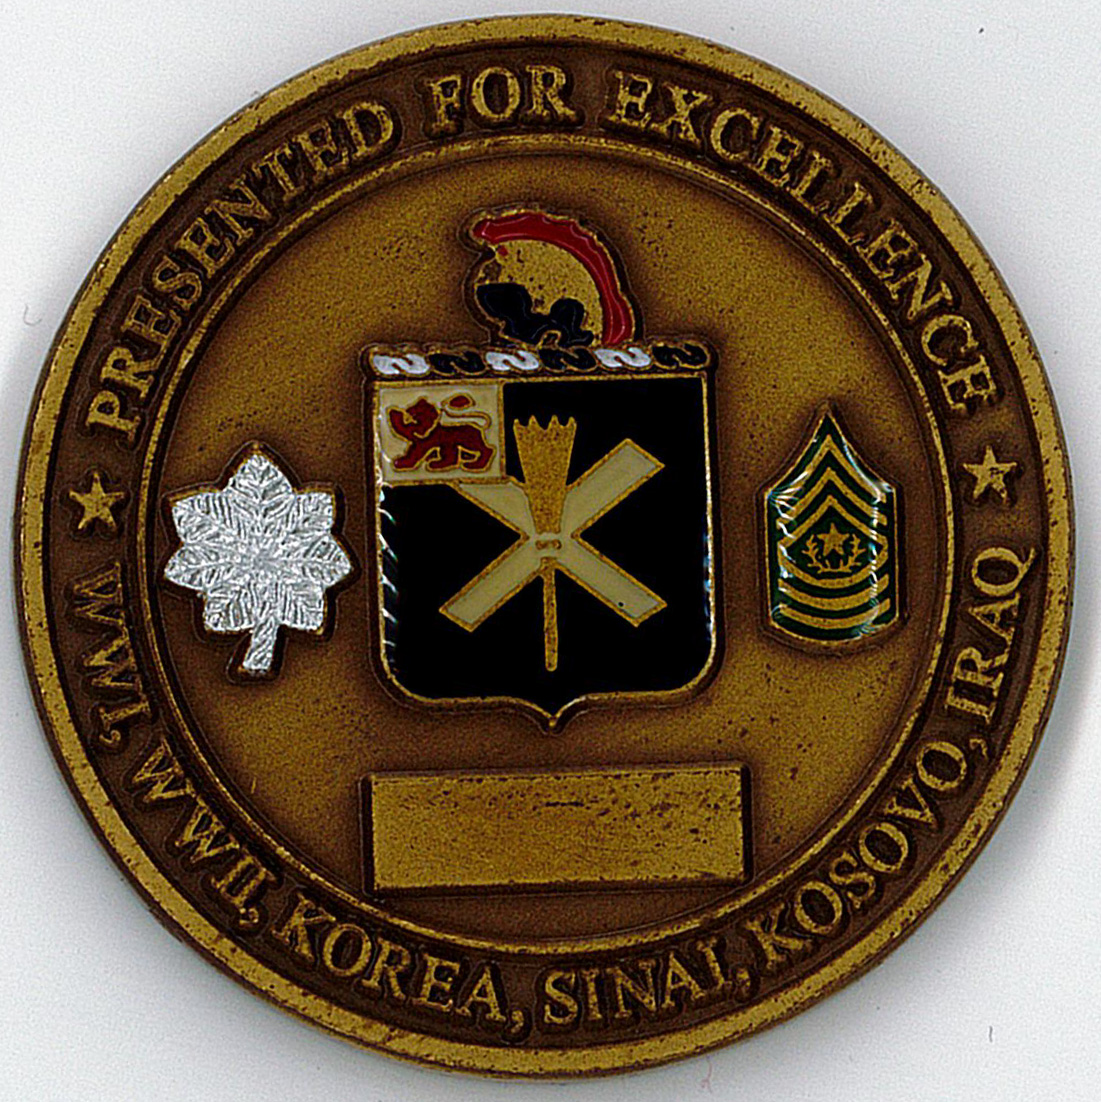 PRESENTED FOR EXCELLENCE
WWI, WWII, KOREA, SINAI, KOSOVO, IRAQ